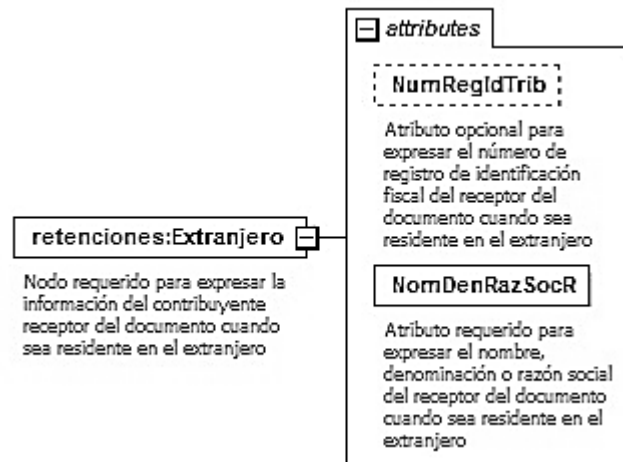 attributes
NumRegIdTrib
Atributo opcional para
expresar el número de
registro de identificación
fiscal del receptor del
documento cuando sea
residente en el extranjero
retenciones:Extranjero
Nodo requerido para expresar la
información del contribuyente
receptor del documento cuando
sea residente en el extranjero
NomDenRazSocR
Atributo requerido para
expresar el nombre,
denominación o razón social
del receptor del documento
cuando sea residente en el
extranjero